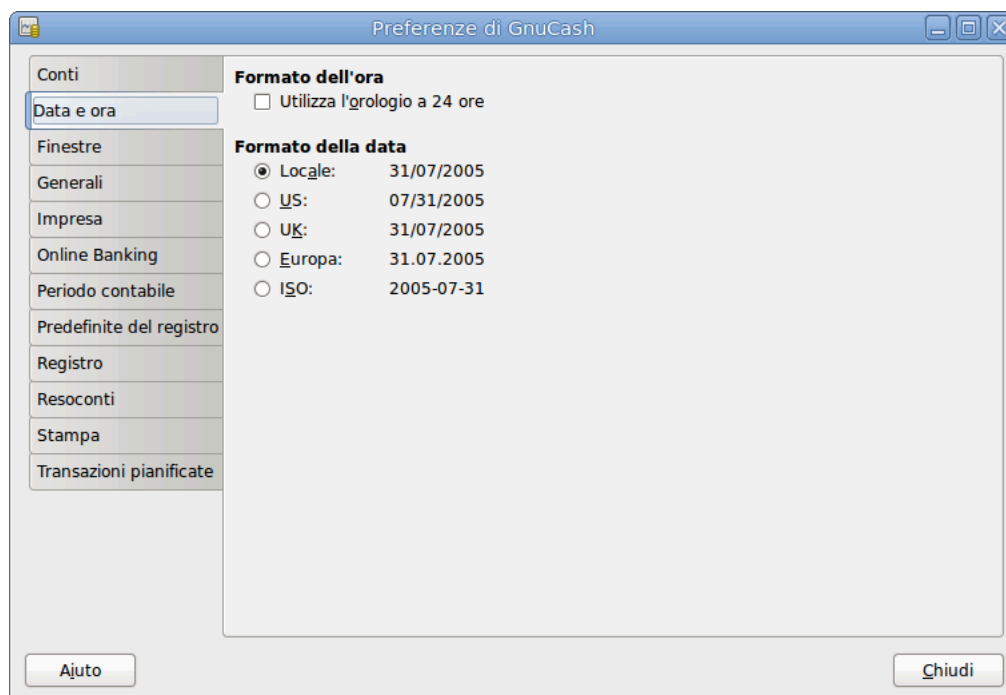 Preferenze di GnuCash
Conti
Data e ora
Finestre
Generali
Impresa
Online Banking
Periodo contabile
Predefinite del registro
Registro
Resoconti
Stampa
Transazioni pianificate
Formato dell'ora
Utilizza l'orologio a 24 ore
Formato della data
Locale: 31/07/2005
US: 07/31/2005
UK: 31/07/2005
Europa: 31.07.2005
ISO: 2005-07-31
Aiuto
Chiudi